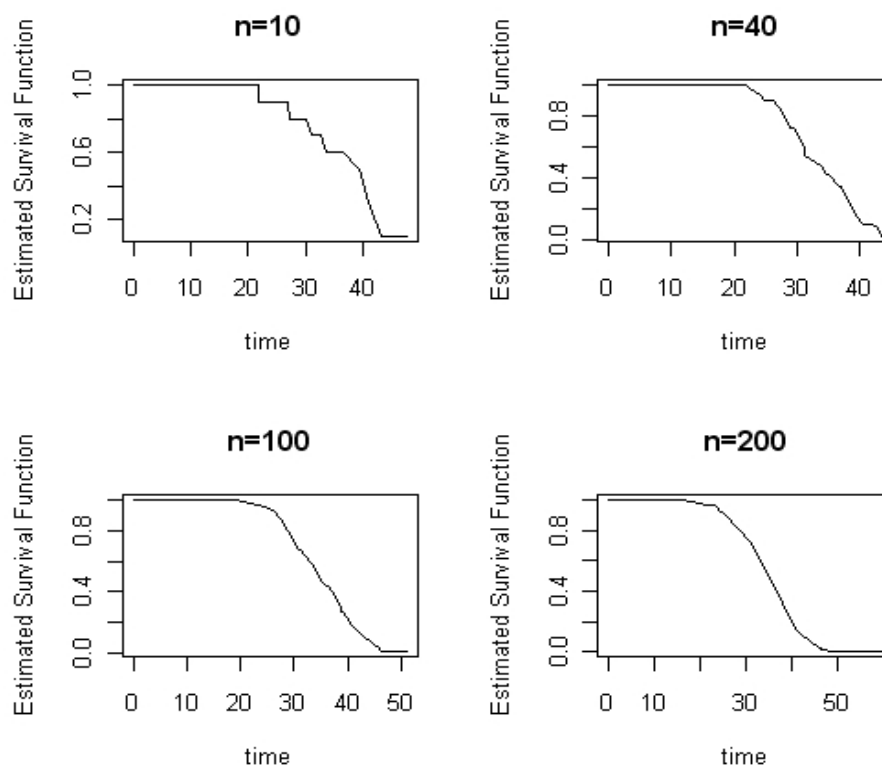 n=10
Estimated Survival Function
0.2 0.6 1.0
0 10 20 30 40
time
n=40
Estimated Survival Function
0.0 0.4 0.8
0 10 20 30 40
time
n=100
Estimated Survival Function
0.0 0.4 0.8
0 10 20 30 40 50
time
n=200
Estimated Survival Function
0.0 0.4 0.8
0 10 30 50
time